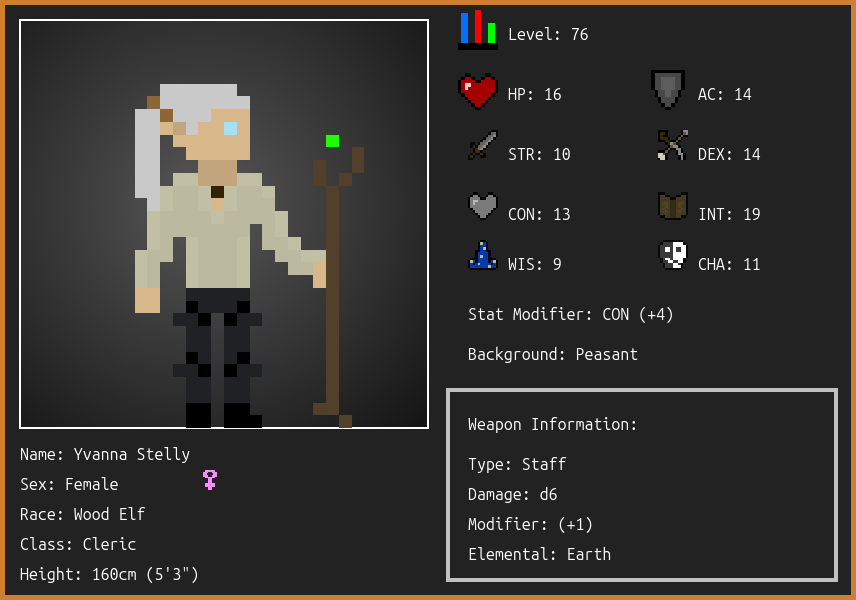 Level: 76
HP: 16
AC: 14
STR: 10
DEX: 14
CON: 13
INT: 19
WIS: 9
CHA: 11
Stat Modifier: CON (+4)
Background: Peasant
Weapon Information:
Type: Staff
Damage: d6
Modifier: (+1)
Elemental: Earth
Name: Yvanna Stelly
Sex: Female
Race: Wood Elf
Class: Cleric
Height: 160cm (5'3")